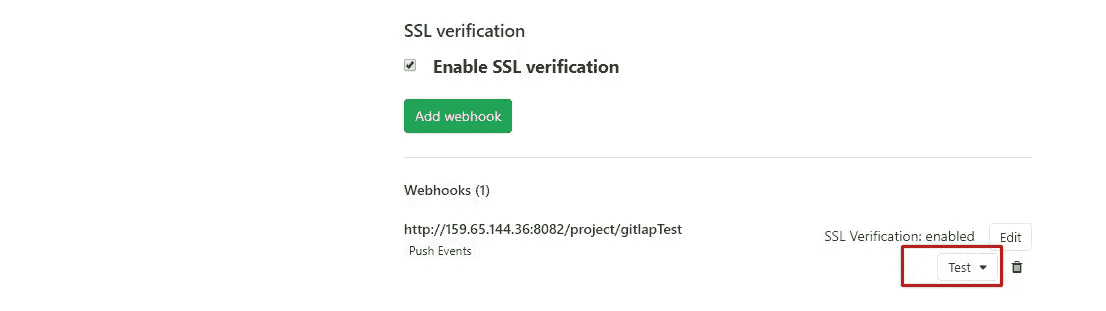 SSL verification
Enable SSL verification
Add webhook
Webhooks (1)
http://159.65.144.36:8082/project/gitlapTest
SSL Verification: enabled Edit
Push Events
Test